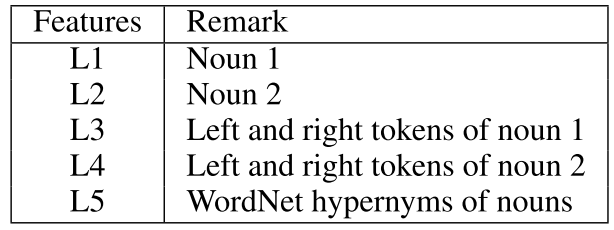 Features Remark
L1 Noun 1
L2 Noun 2
L3 Left and right tokens of noun 1
L4 Left and right tokens of noun 2
L5 WordNet hypernyms of nouns